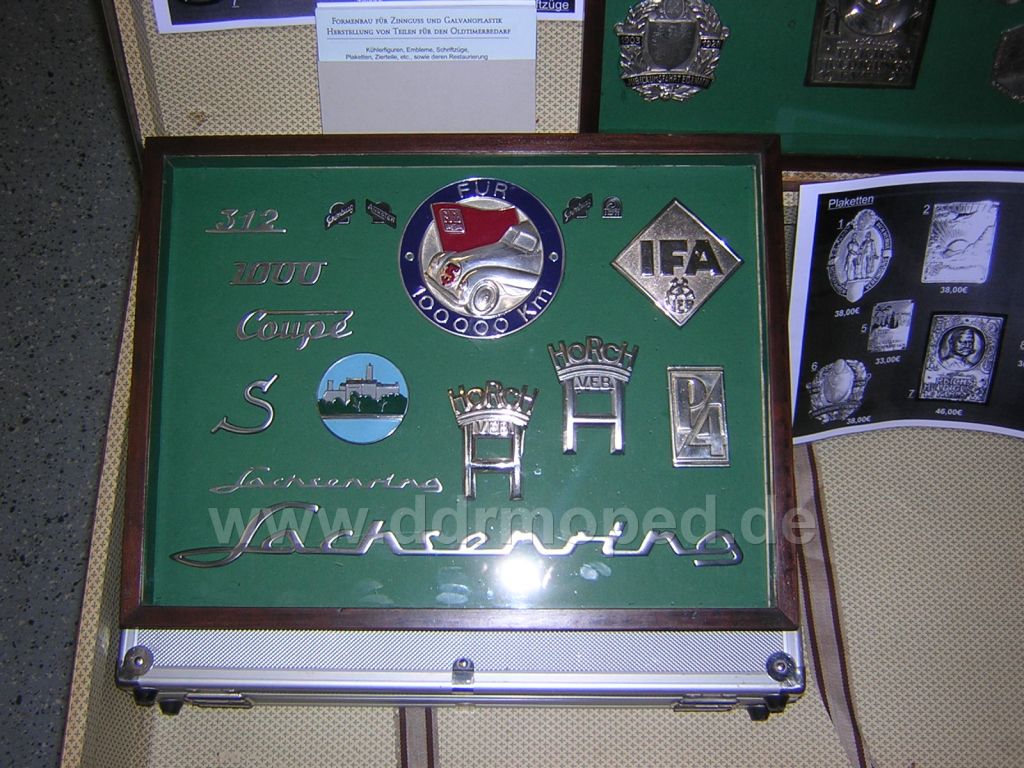 züge
Formenbau für Zinnguss und Galvanoplastik
Herstellung von Teilen für den Oldtimerbedarf
Kühlerfiguren, Embleme, Schriftzüge,
Plaketten, Zierteile, etc., sowie deren Restaurierung
312
FÜR
100000 Km
IFA
1000
Coupé
HORCH
VEB
H
HORCH
VEB
H
P4
S
Sachsenring
Sachsenring
www.ddrmoped.de
Plaketten
1
2
38,00€
38,00€
5
33,00€
6
7
38,00€
46,00€